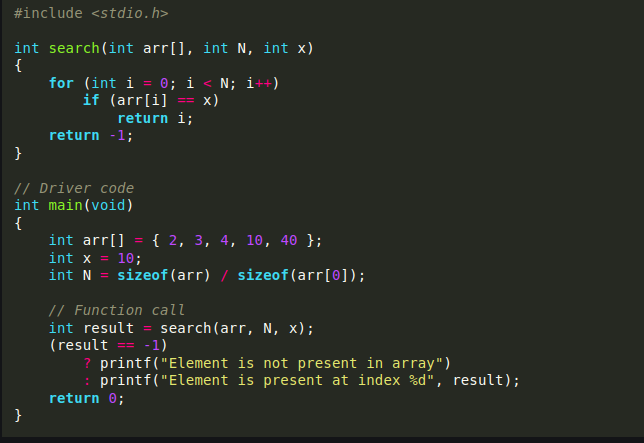 #include <stdio.h>

int search(int arr[], int N, int x)
{
    for (int i = 0; i < N; i++)
        if (arr[i] == x)
            return i;
    return -1;
}

// Driver code
int main(void)
{
    int arr[] = { 2, 3, 4, 10, 40 };
    int x = 10;
    int N = sizeof(arr) / sizeof(arr[0]);

    // Function call
    int result = search(arr, N, x);
    (result == -1)
        ? printf("Element is not present in array")
        : printf("Element is present at index %d", result);
    return 0;
}